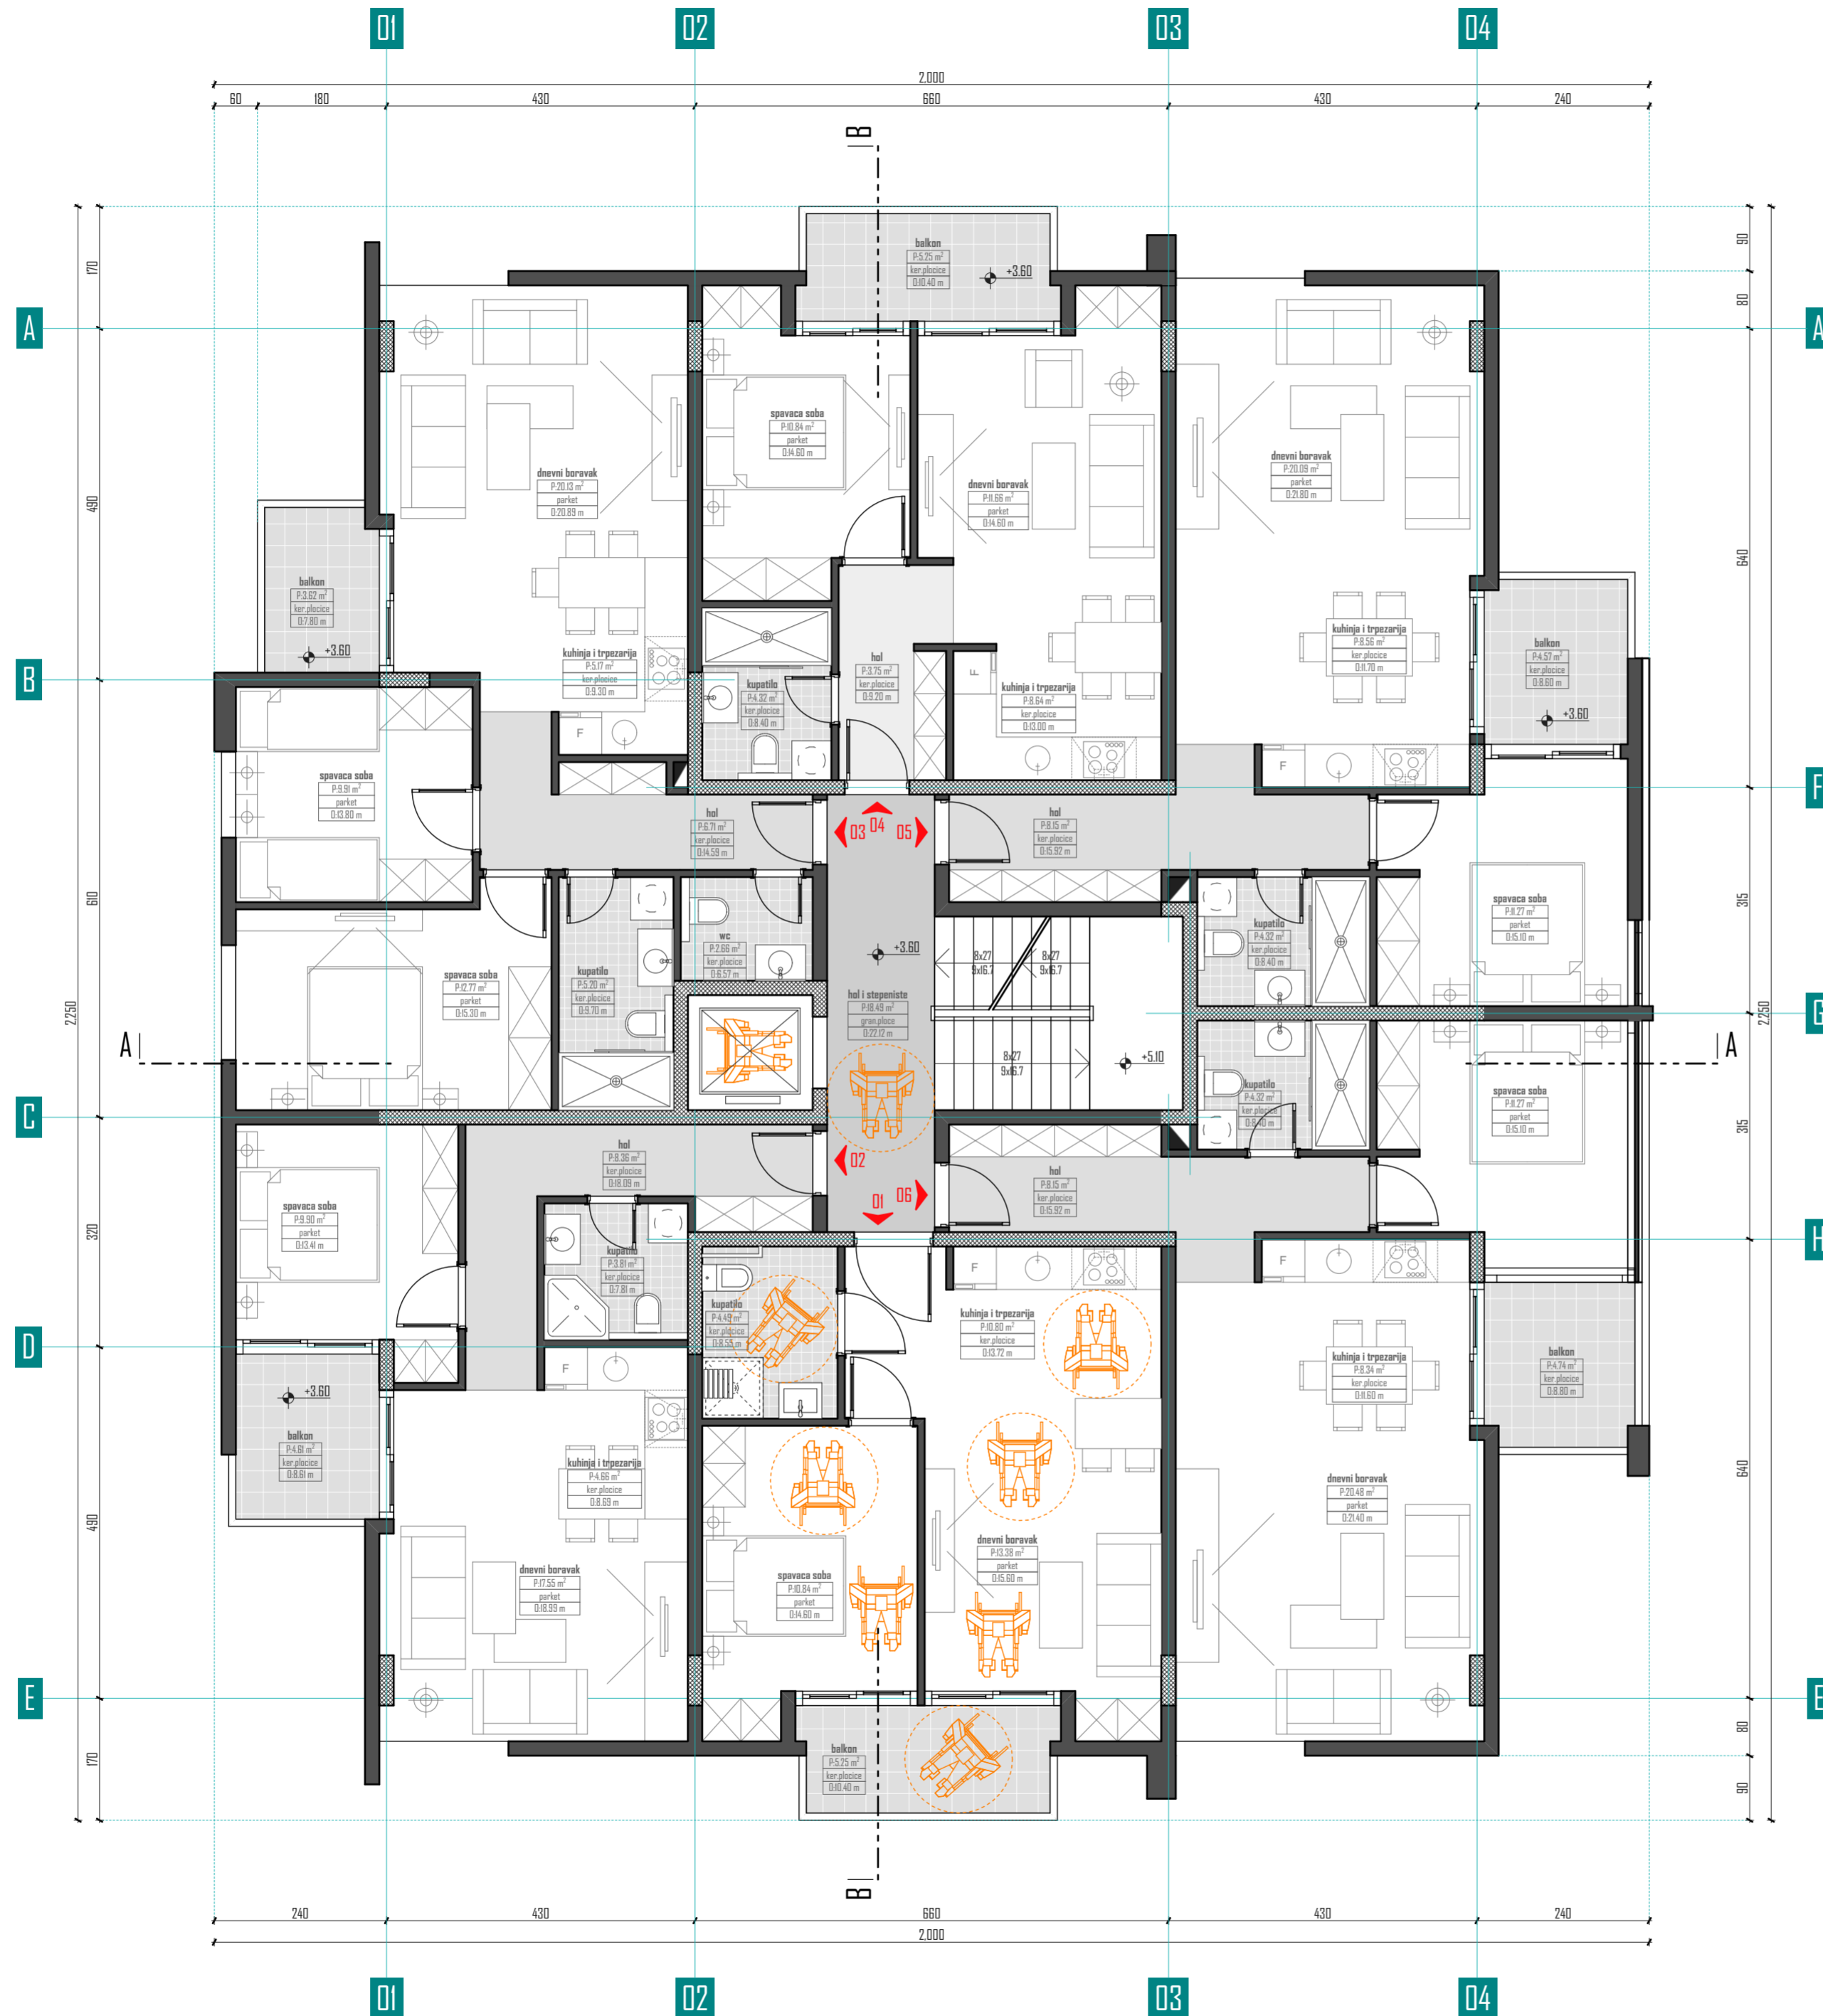 01 02 03 04
2,000
60 180 430 660 430 240
B
170
490
610
320
490
170
2.250
90
80
640
315
315
640
80
90
2.250
A A
B
C
D
E E
F
G
H
balkon
P:5.25 m²
ker.plocice
O:10.40 m
+3.60
dnevni boravak
P:20.13 m²
parket
O:20.89 m
spavaca soba
P:10.84 m²
parket
O:14.60 m
dnevni boravak
P:11.66 m²
parket
O:14.60 m
dnevni boravak
P:20.09 m²
parket
O:21.80 m
balkon
P:3.62 m²
ker.plocice
O:7.80 m
+3.60
kuhinja i trpezarija
P:5.17 m²
ker.plocice
O:9.30 m
F
kupatilo
P:4.32 m²
ker.plocice
O:8.40 m
hol
P:3.75 m²
ker.plocice
O:9.20 m
F
kuhinja i trpezarija
P:8.64 m²
ker.plocice
O:13.00 m
kuhinja i trpezarija
P:8.56 m²
ker.plocice
O:11.70 m
F
balkon
P:4.57 m²
ker.plocice
O:8.60 m
+3.60
spavaca soba
P:9.91 m²
parket
O:13.80 m
hol
P:6.71 m²
ker.plocice
O:14.59 m
03 04 05
hol
P:8.15 m²
ker.plocice
O:15.92 m
spavaca soba
P:12.77 m²
parket
O:15.30 m
kupatilo
P:5.20 m²
ker.plocice
O:9.70 m
wc
P:2.66 m²
ker.plocice
O:6.57 m
+3.60
hol i stepeniste
P:18.49 m²
gran.ploce
O:22.12 m
8x27
9x16.7
8x27
9x16.7
8x27
9x16.7
+5.10
kupatilo
P:4.32 m²
ker.plocice
O:8.40 m
spavaca soba
P:11.27 m²
parket
O:15.10 m
A A
kupatilo
P:4.32 m²
ker.plocice
O:8.40 m
spavaca soba
P:11.27 m²
parket
O:15.10 m
hol
P:8.36 m²
ker.plocice
O:18.09 m
02
01 06
hol
P:8.15 m²
ker.plocice
O:15.92 m
spavaca soba
P:9.90 m²
parket
O:13.41 m
kupatilo
P:3.81 m²
ker.plocice
O:7.81 m
kupatilo
P:4.49 m²
ker.plocice
O:8.53 m
F
kuhinja i trpezarija
P:10.80 m²
ker.plocice
O:13.72 m
F
kuhinja i trpezarija
P:8.34 m²
ker.plocice
O:11.60 m
balkon
P:4.74 m²
ker.plocice
O:8.80 m
+3.60
balkon
P:4.61 m²
ker.plocice
O:8.61 m
F
kuhinja i trpezarija
P:4.66 m²
ker.plocice
O:8.69 m
dnevni boravak
P:17.55 m²
parket
O:18.99 m
spavaca soba
P:10.84 m²
parket
O:14.60 m
dnevni boravak
P:13.38 m²
parket
O:15.60 m
dnevni boravak
P:20.48 m²
parket
O:21.40 m
balkon
P:5.25 m²
ker.plocice
O:10.40 m
B
240 430 660 430 240
2,000
01 02 03 04